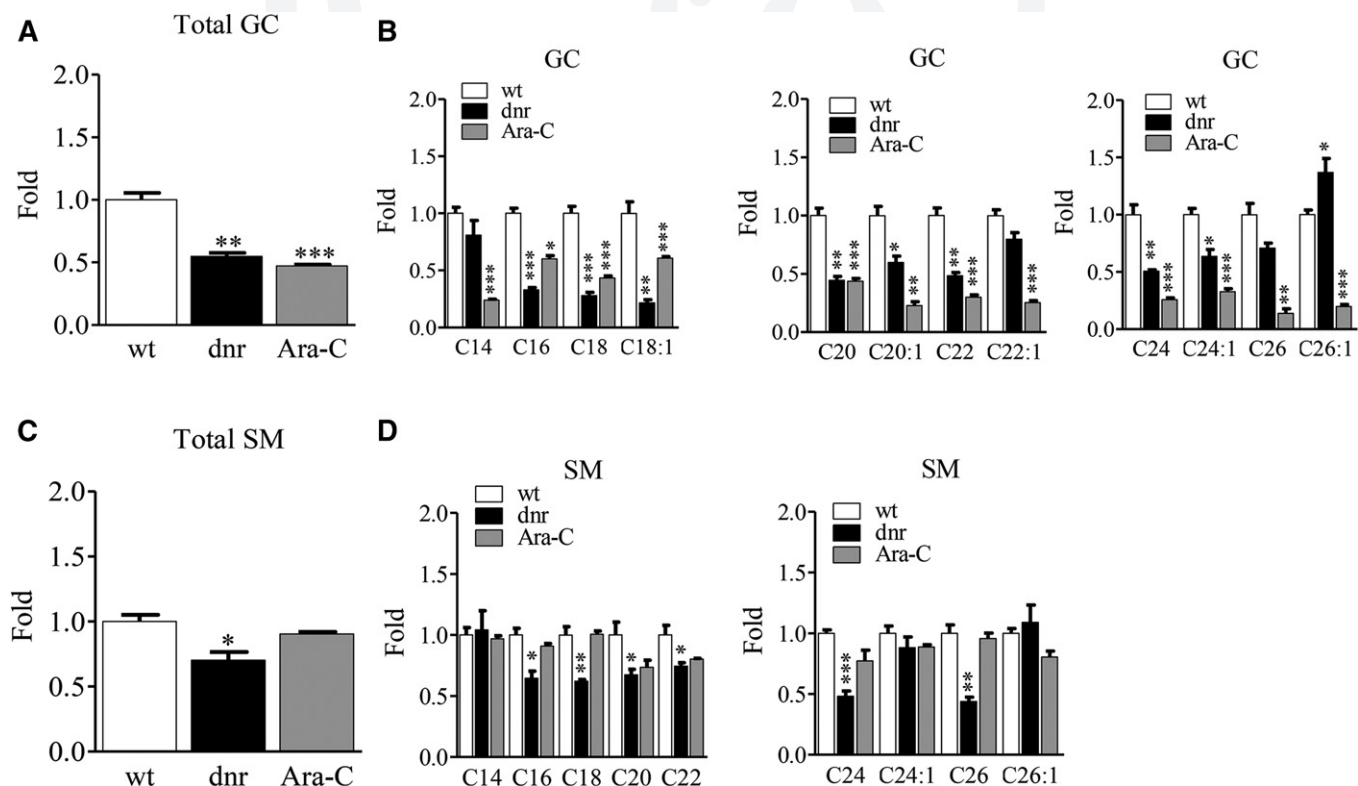 A
Total GC
Fold
2.0
1.5
1.0
0.5
0.0
**
***
wt dnr Ara-C
B
GC
wt
dnr
Ara-C
Fold
2.0
1.5
1.0
0.5
0.0
***
***
*
***
***
**
***
C14 C16 C18 C18:1
GC
wt
dnr
Ara-C
Fold
2.0
1.5
1.0
0.5
0.0
**
***
*
**
**
***
***
C20 C20:1 C22 C22:1
GC
wt
dnr
Ara-C
Fold
2.0
1.5
1.0
0.5
0.0
**
***
*
***
**
*
***
C24 C24:1 C26 C26:1
C
Total SM
Fold
2.0
1.5
1.0
0.5
0.0
*
wt dnr Ara-C
D
SM
wt
dnr
Ara-C
Fold
2.0
1.5
1.0
0.5
0.0
*
**
*
*
C14 C16 C18 C20 C22
SM
wt
dnr
Ara-C
Fold
2.0
1.5
1.0
0.5
0.0
***
**
C24 C24:1 C26 C26:1